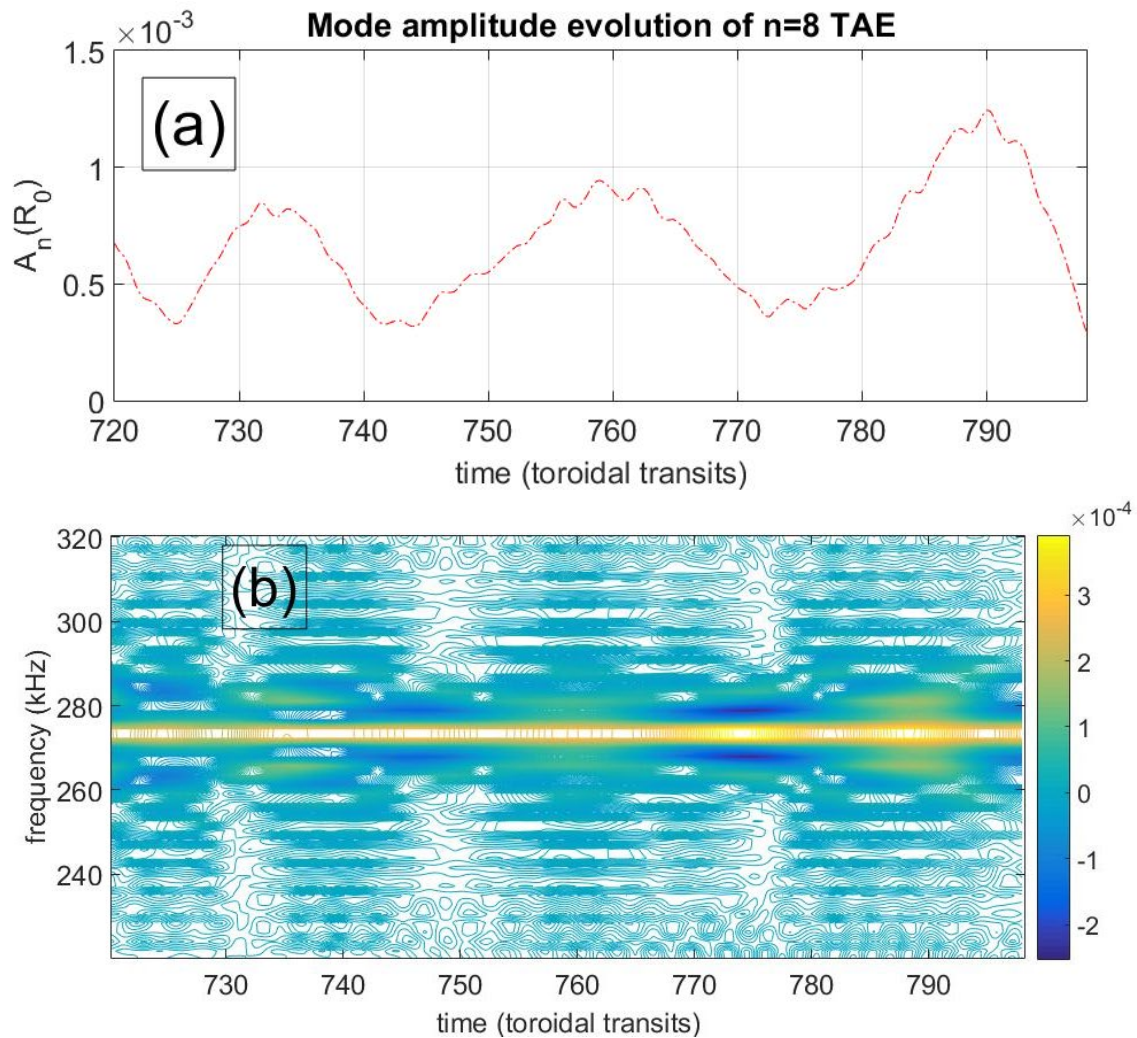 ×10⁻³
Mode amplitude evolution of n=8 TAE
(a)
Aₙ(R₀)
1.5
1
0.5
0
720 730 740 750 760 770 780 790
time (toroidal transits)
×10⁻⁴
(b)
frequency (kHz)
320
300
280
260
240
3
2
1
0
-1
-2
730 740 750 760 770 780 790
time (toroidal transits)